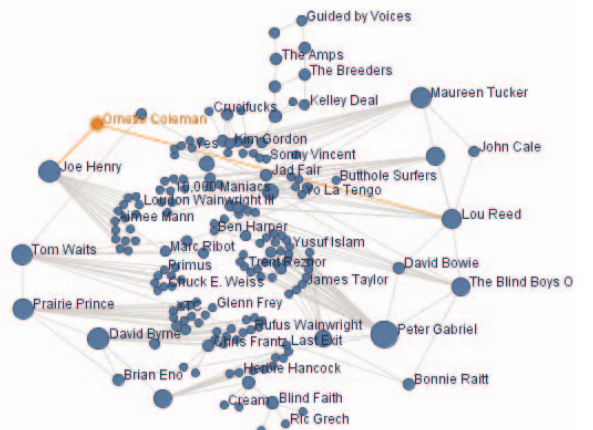 Guided by Voices
The Amps
The Breeders
Maureen Tucker
Kelley Deal
Crucifucks
Ornette Coleman
Yes
Kim Gordon
John Cale
Sonny Vincent
Joe Henry
Jad Fair
Butthole Surfers
10,000 Maniacs
Yo La Tengo
Loudon Wainwright III
Aimee Mann
Lou Reed
Ben Harper
Tom Waits
Marc Ribot
Yusuf Islam
Primus
Trent Reznor
David Bowie
Chuck E. Weiss
James Taylor
The Blind Boys O
Prairie Prince
XTC
Glenn Frey
David Byrne
Rufus Wainwright
Peter Gabriel
Chris Frantz
Last Exit
Brian Eno
Herbie Hancock
Bonnie Raitt
Cream
Blind Faith
Ric Grech